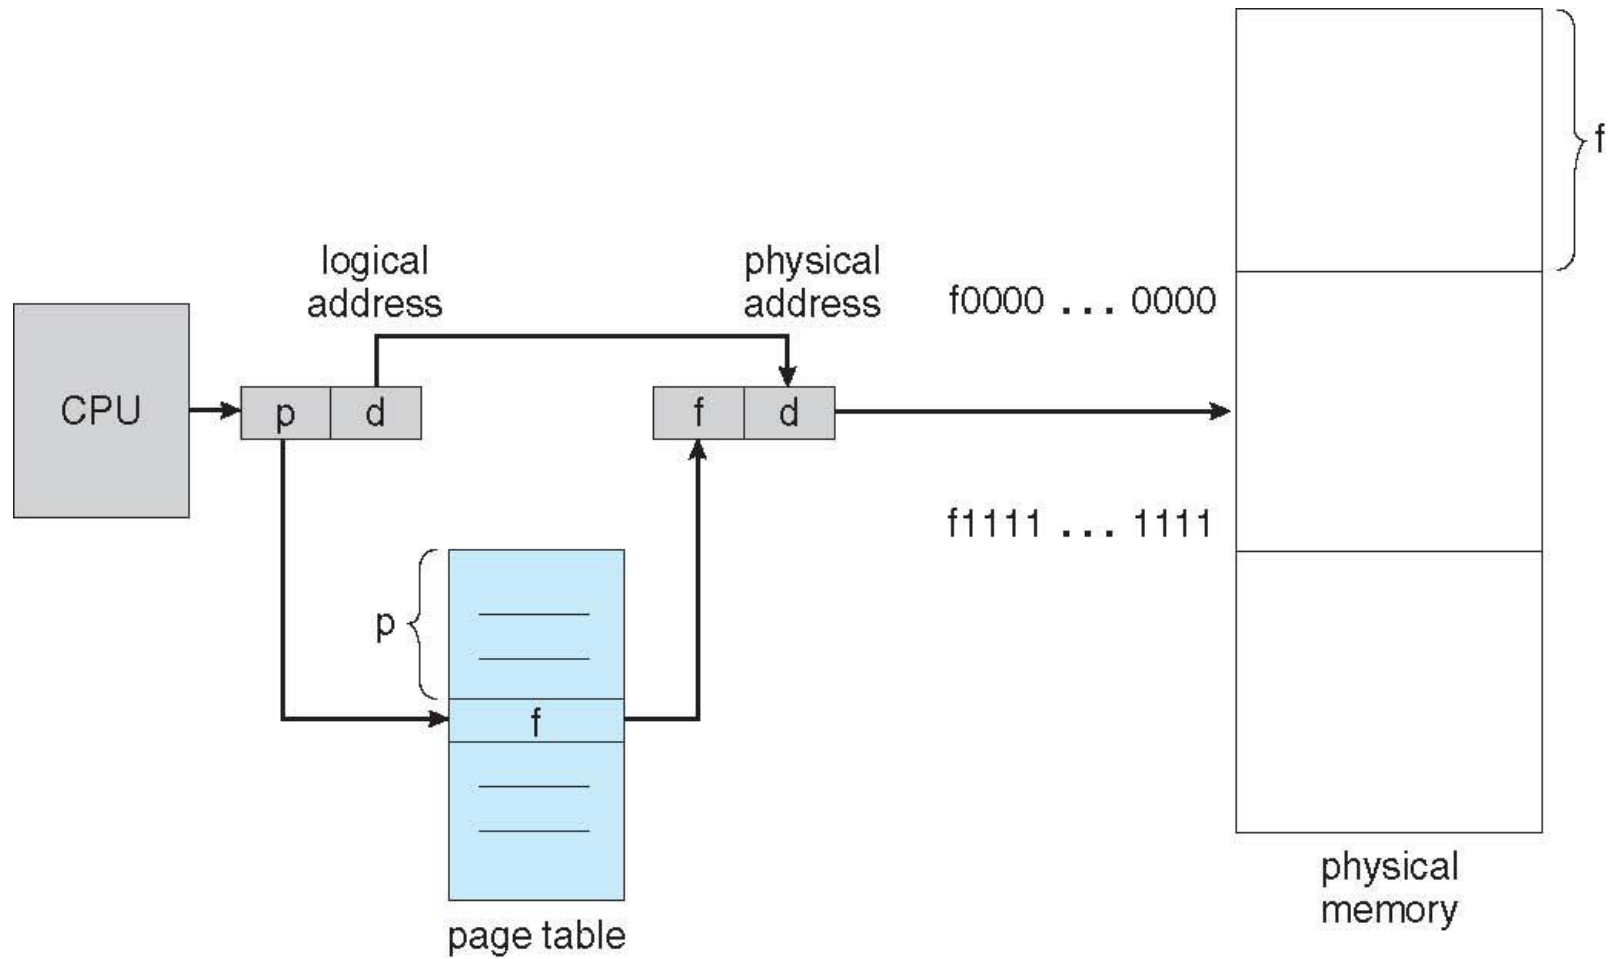 f
logical
address
physical
address
f0000 ... 0000
CPU
p
d
f
d
f1111 ... 1111
p
f
page table
physical
memory